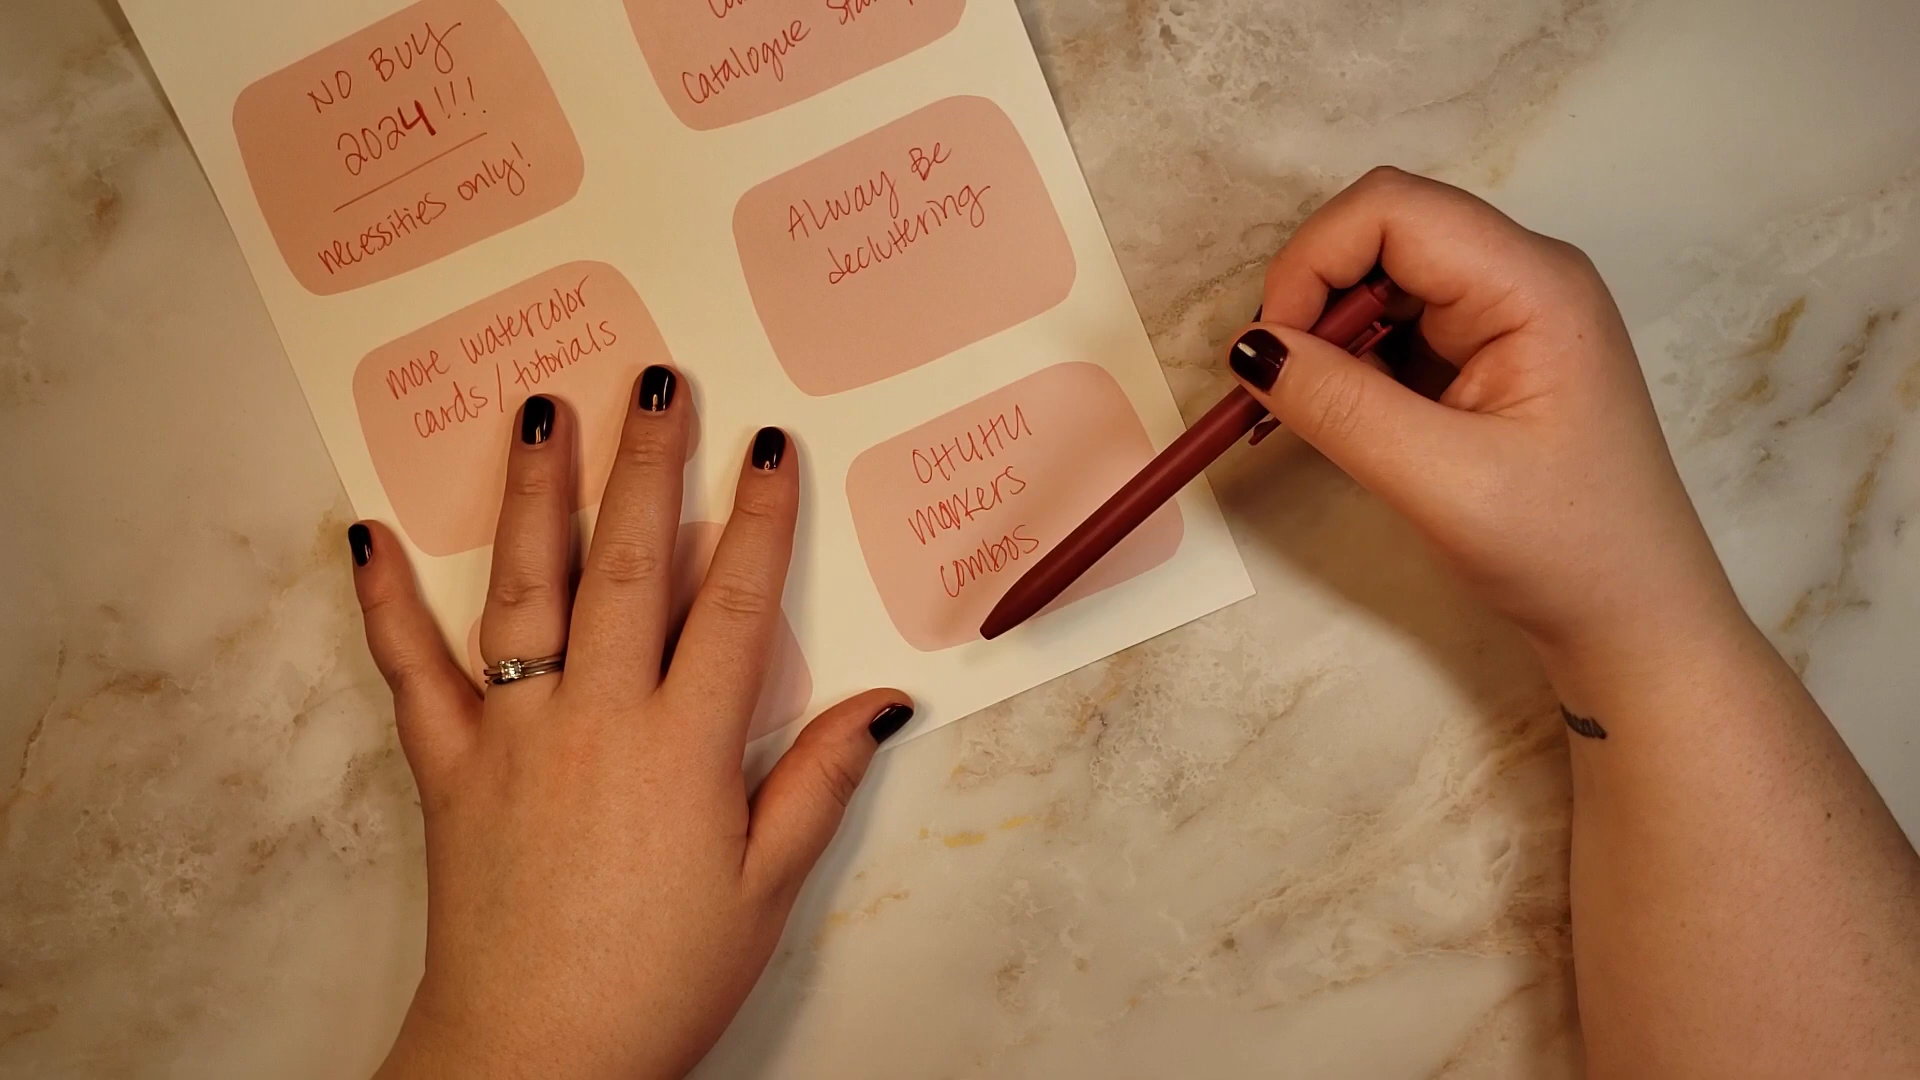 NO BUY
2024!!!
necessities only!
Catalogue
ALway Be
decluttering
more watercolor
cards/tutorials
OHUHU
markers
combos